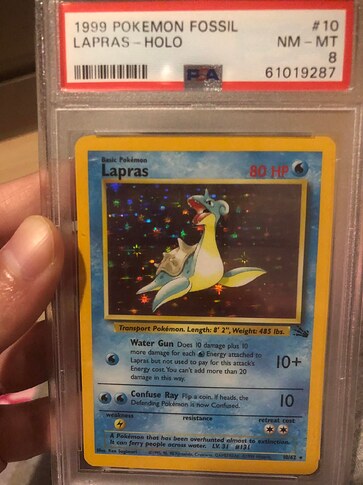 1999 POKEMON FOSSIL #10
LAPRAS-HOLO NM-MT
8
PSA 61019287
Basic Pokémon
Lapras 80 HP
Transport Pokémon. Length: 8' 2", Weight: 485 lbs.
Water Gun Does 10 damage plus 10
more damage for each Energy attached to
Lapras but not used to pay for this attack's
Energy cost. You can't add more than 20
damage in this way.
10+
Confuse Ray Flip a coin. If heads, the
Defending Pokémon is now Confused.
10
weakness resistance retreat cost
A Pokémon that has been overhunted almost to extinction.
It can ferry people across water. LV. 31 #131
10/62